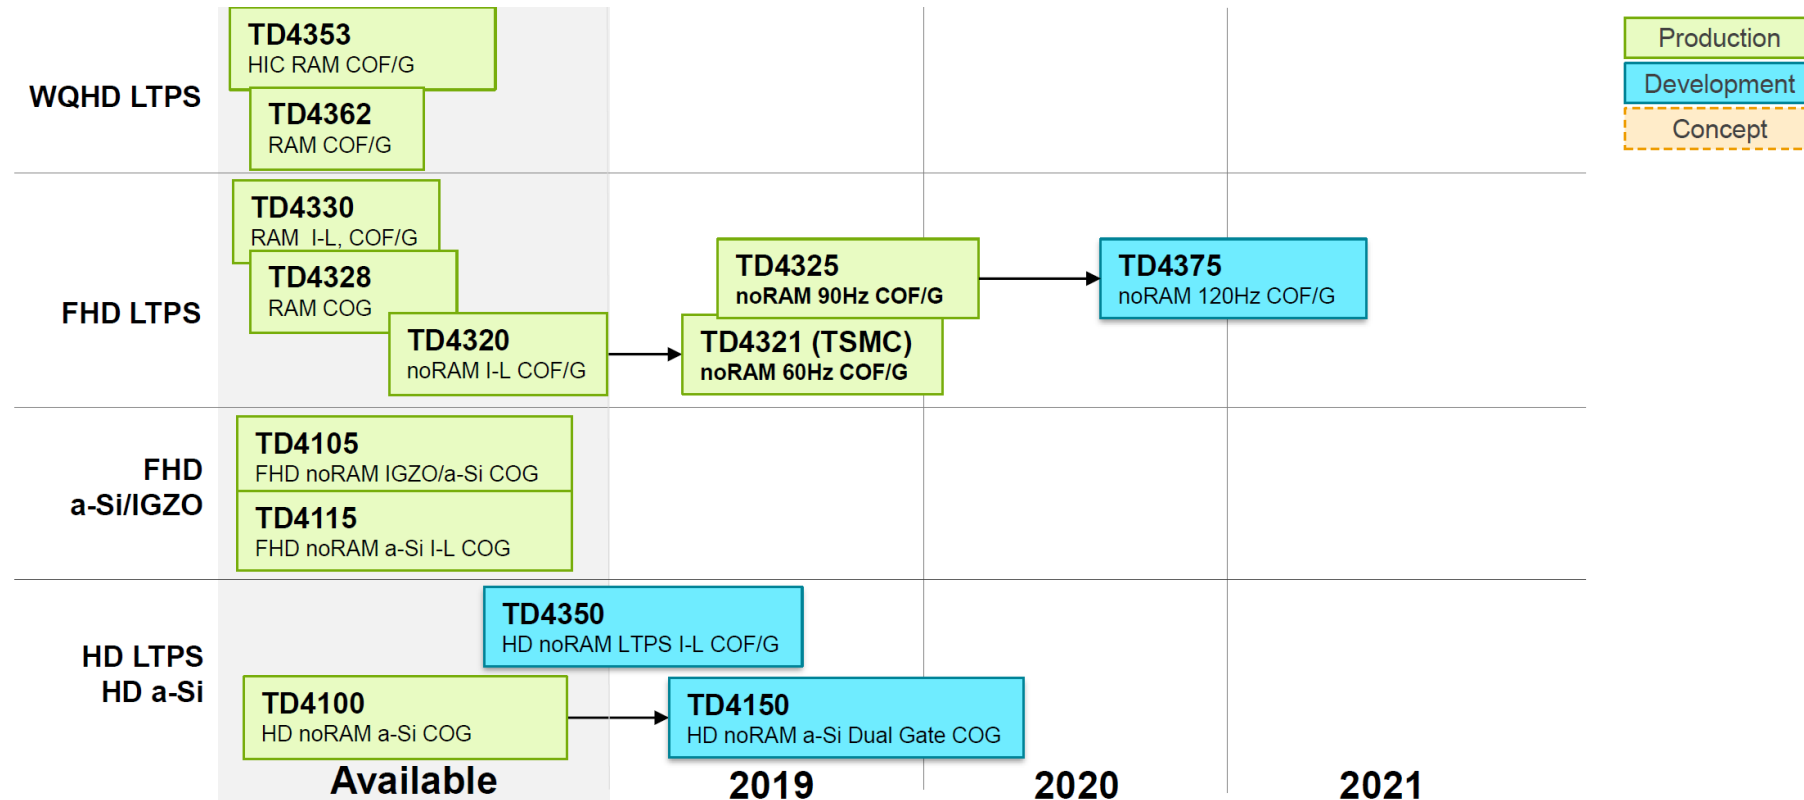 TD4353
HIC RAM COF/G
WQHD LTPS
TD4362
RAM COF/G
Production
Development
Concept
TD4330
RAM I-L, COF/G
TD4328
RAM COG
FHD LTPS
TD4320
noRAM I-L COF/G
TD4325
noRAM 90Hz COF/G
TD4321 (TSMC)
noRAM 60Hz COF/G
TD4375
noRAM 120Hz COF/G
FHD
a-Si/IGZO
TD4105
FHD noRAM IGZO/a-Si COG
TD4115
FHD noRAM a-Si I-L COG
HD LTPS
HD a-Si
TD4350
HD noRAM LTPS I-L COF/G
TD4100
HD noRAM a-Si COG
TD4150
HD noRAM a-Si Dual Gate COG
Available
2019
2020
2021